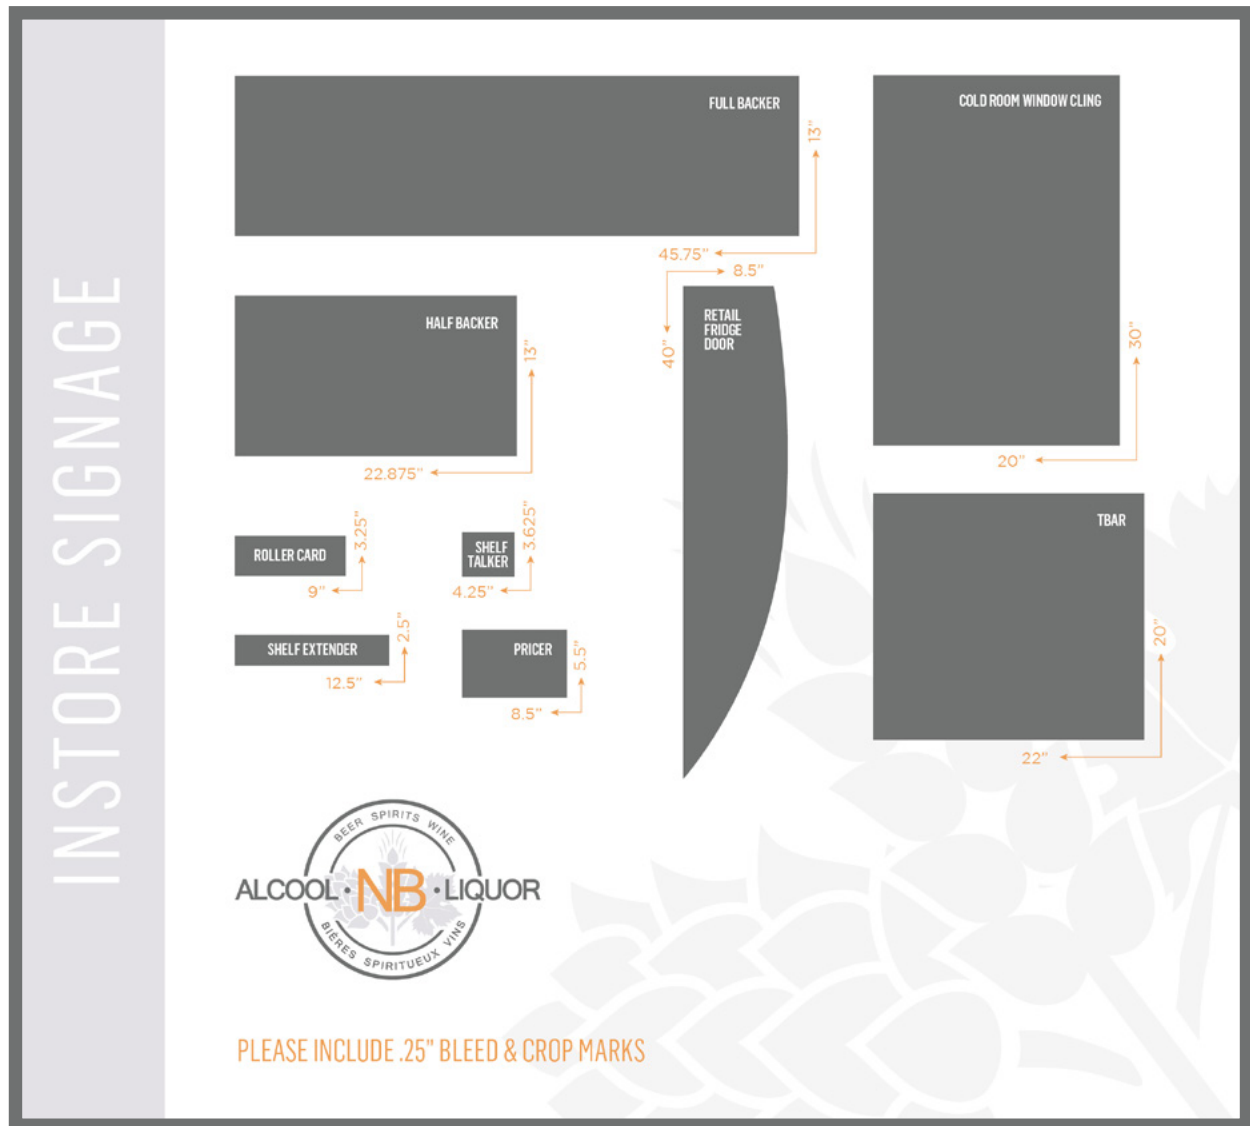 INSTORE SIGNAGE
FULL BACKER
13"
45.75"
COLD ROOM WINDOW CLING
30"
20"
HALF BACKER
13"
22.875"
8.5"
40"
RETAIL
FRIDGE
DOOR
TBAR
20"
22"
ROLLER CARD
3.25"
9"
SHELF
TALKER
3.625"
4.25"
SHELF EXTENDER
2.5"
12.5"
PRICER
5.5"
8.5"
BEER SPIRITS WINE
ALCOOL · NB · LIQUOR
BIÈRES SPIRITUEUX VINS
PLEASE INCLUDE .25" BLEED & CROP MARKS